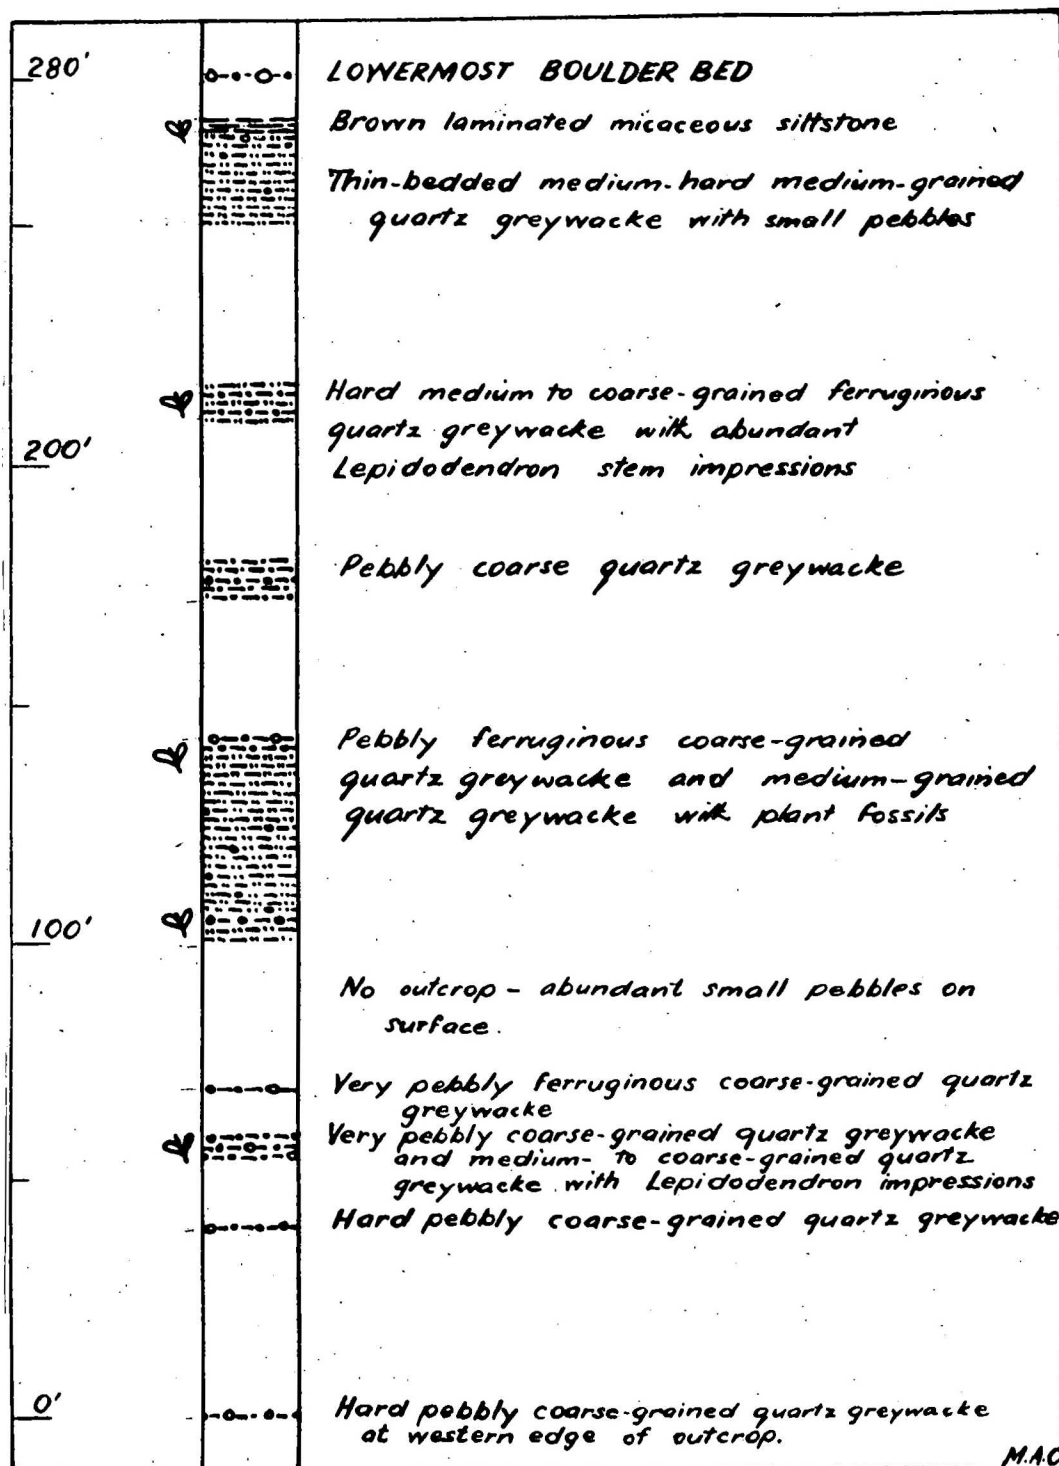 280'
LOWERMOST BOULDER BED
Brown laminated micaceous siltstone
Thin-bedded medium-hard medium-grained
quartz greywacke with small pebbles
Hard medium to coarse-grained ferruginous
quartz greywacke with abundant
Lepidodendron stem impressions
200'
Pebbly coarse quartz greywacke
Pebbly ferruginous coarse-grained
quartz greywacke and medium-grained
quartz greywacke with plant fossils
100'
No outcrop - abundant small pebbles on
surface.
Very pebbly ferruginous coarse-grained quartz
greywacke
Very pebbly coarse-grained quartz greywacke
and medium- to coarse-grained quartz
greywacke with Lepidodendron impressions
Hard pebbly coarse-grained quartz greywacke
0'
Hard pebbly coarse-grained quartz greywacke
at western edge of outcrop.
M.A.C